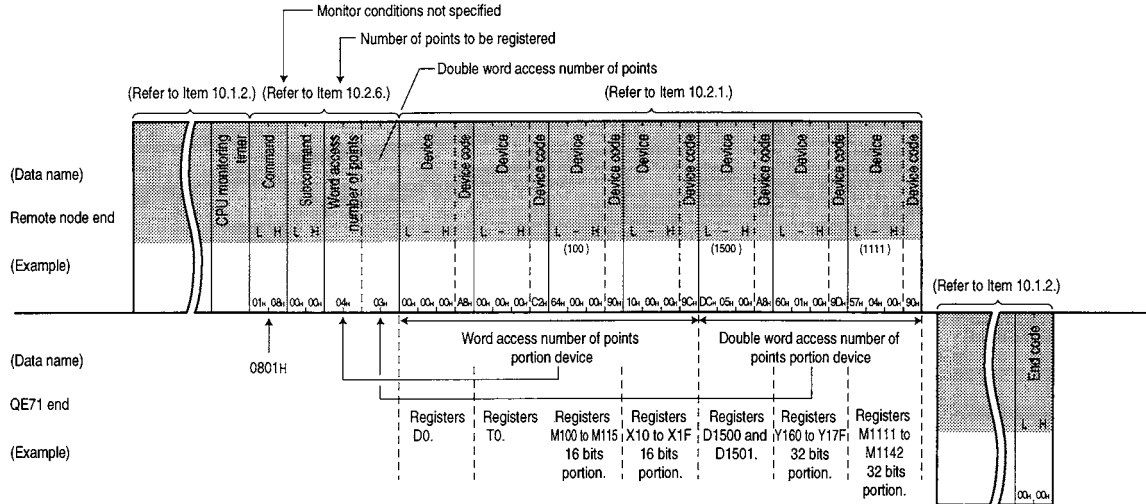 Monitor conditions not specified
Number of points to be registered
Double word access number of points
(Refer to Item 10.1.2.) (Refer to Item 10.2.6.) (Refer to Item 10.2.1.)
(Data name)
Remote node end
(Example)
CPU monitoring timer
Command
Subcommand
Word access number of points
Device
Device code
Device
Device code
Device
Device code
Device
Device code
Device
Device code
Device
Device code
Device
Device code
L H L H L - H L - H L - H L - H L - H L - H L - H
(100) (1500) (1111)
01H 08H 00H 00H 04H 03H 00H 00H 00H A8H 00H 00H 00H C2H 64H 00H 00H 90H 10H 00H 00H 9CH DCH 05H 00H A8H 60H 01H 00H 9DH 57H 04H 00H 90H
(Refer to Item 10.1.2.)
(Data name)
QE71 end
(Example)
0801H
Word access number of points
portion device
Double word access number of
points portion device
Registers
D0.
Registers
T0.
Registers
M100 to M115
16 bits
portion.
Registers
X10 to X1F
16 bits
portion.
Registers
D1500 and
D1501.
Registers
Y160 to Y17F
32 bits
portion.
Registers
M1111 to
M1142
32 bits
portion.
End code
L H
00H 00H